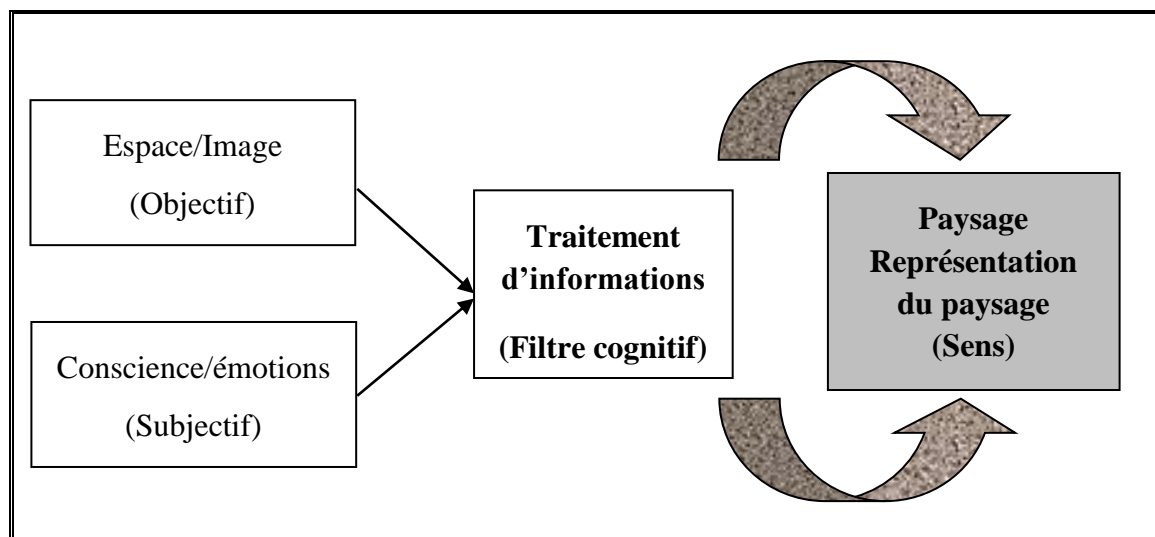 Espace/Image
(Objectif)
Conscience/émotions
(Subjectif)
Traitement
d’informations
(Filtre cognitif)
Paysage
Représentation
du paysage
(Sens)